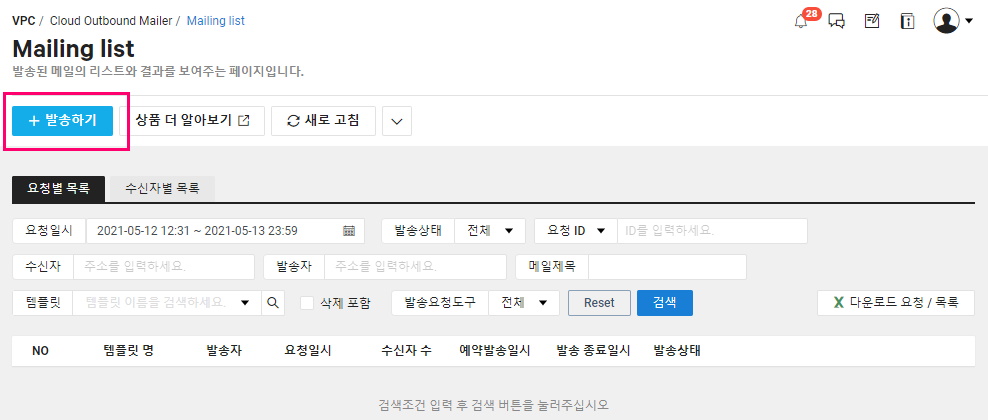 VPC / Cloud Outbound Mailer / Mailing list
28
Mailing list
발송된 메일의 리스트와 결과를 보여주는 페이지입니다.
+ 발송하기 상품 더 알아보기 새로 고침
요청별 목록 수신자별 목록
요청일시 2021-05-12 12:31 ~ 2021-05-13 23:59 발송상태 전체 요청 ID ID를 입력하세요.
수신자 주소를 입력하세요. 발송자 주소를 입력하세요. 메일제목
템플릿 템플릿 이름을 검색하세요. 삭제 포함 발송요청도구 전체 Reset 검색 X 다운로드 요청 / 목록
NO 템플릿 명 발송자 요청일시 수신자 수 예약발송일시 발송 종료일시 발송상태
검색조건 입력 후 검색 버튼을 눌러주십시오